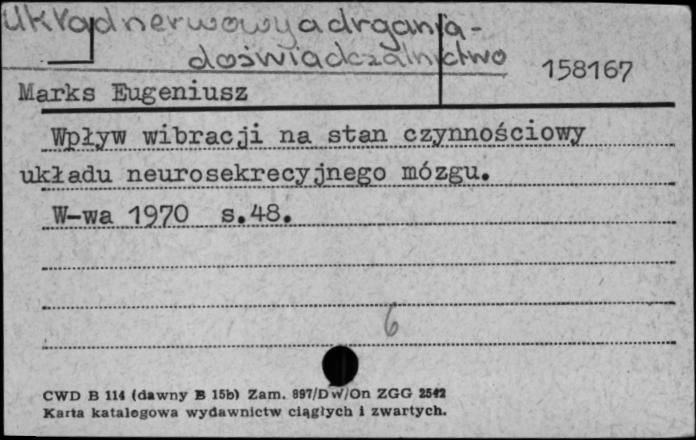 Układ nerwowy a drgania -
doświadczalnictwo
158167
Marks Eugeniusz
Wpływ wibracji na stan czynnościowy
układu neurosekrecyjnego mózgu.
W-wa 1970 s.48.
6
CWD B 114 (dawny B 15b) Zam. 897/DW/On ZGG 2542
Karta katalogowa wydawnictw ciągłych i zwartych.